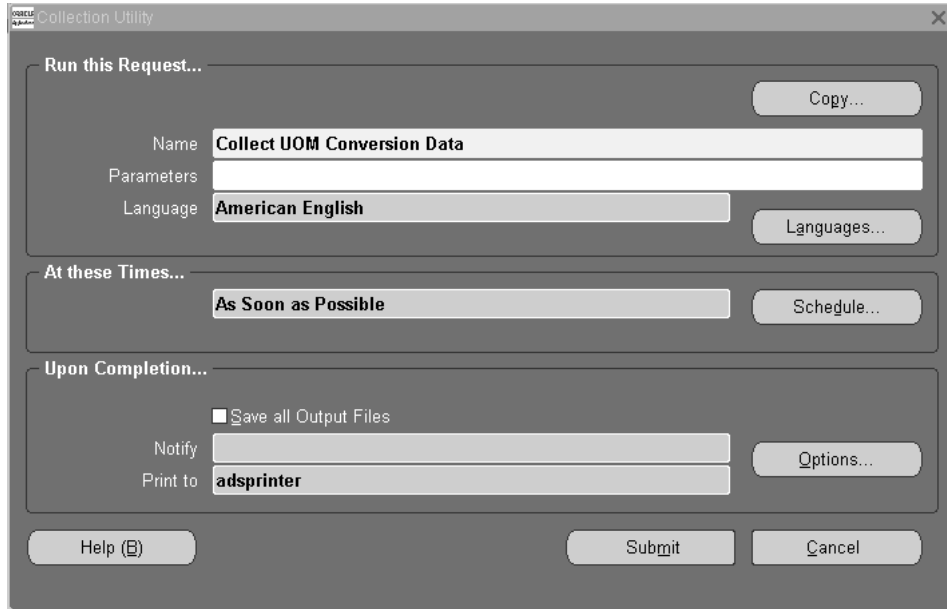 ORACLE
Collection Utility
Run this Request...
Copy...
Name Collect UOM Conversion Data
Parameters
Language American English
Languages...
At these Times...
As Soon as Possible
Schedule...
Upon Completion...
Save all Output Files
Notify
Options...
Print to adsprinter
Help (B)
Submit
Cancel